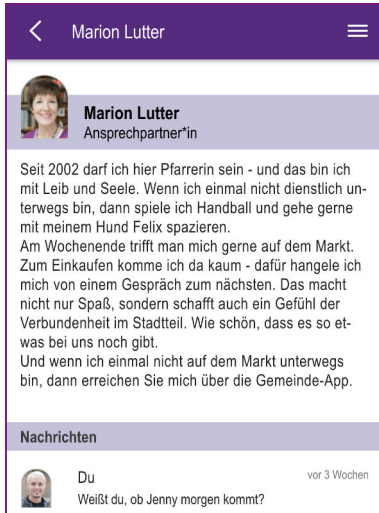 Marion Lutter
Marion Lutter
Ansprechpartner*in
Seit 2002 darf ich hier Pfarrerin sein - und das bin ich
mit Leib und Seele. Wenn ich einmal nicht dienstlich un-
terwegs bin, dann spiele ich Handball und gehe gerne
mit meinem Hund Felix spazieren.
Am Wochenende trifft man mich gerne auf dem Markt.
Zum Einkaufen komme ich da kaum - dafür hangele ich
mich von einem Gespräch zum nächsten. Das macht
nicht nur Spaß, sondern schafft auch ein Gefühl der
Verbundenheit im Stadtteil. Wie schön, dass es so et-
was bei uns noch gibt.
Und wenn ich einmal nicht auf dem Markt unterwegs
bin, dann erreichen Sie mich über die Gemeinde-App.
Nachrichten
Du vor 3 Wochen
Weißt du, ob Jenny morgen kommt?